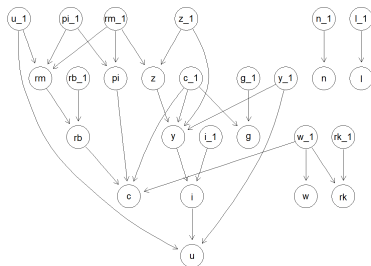 u_1 pi_1 rm_1 z_1 n_1 l_1
rm rb_1 pi z c_1 g_1 y_1 n l
rb y i_1 g w_1 rk_1
c i w rk
u